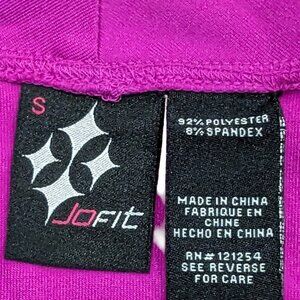 S
JOFIT
92% POLYESTER
8% SPANDEX
MADE IN CHINA
FABRIQUE EN
CHINE
HECHO EN CHINA
RN# 121254
SEE REVERSE
FOR CARE